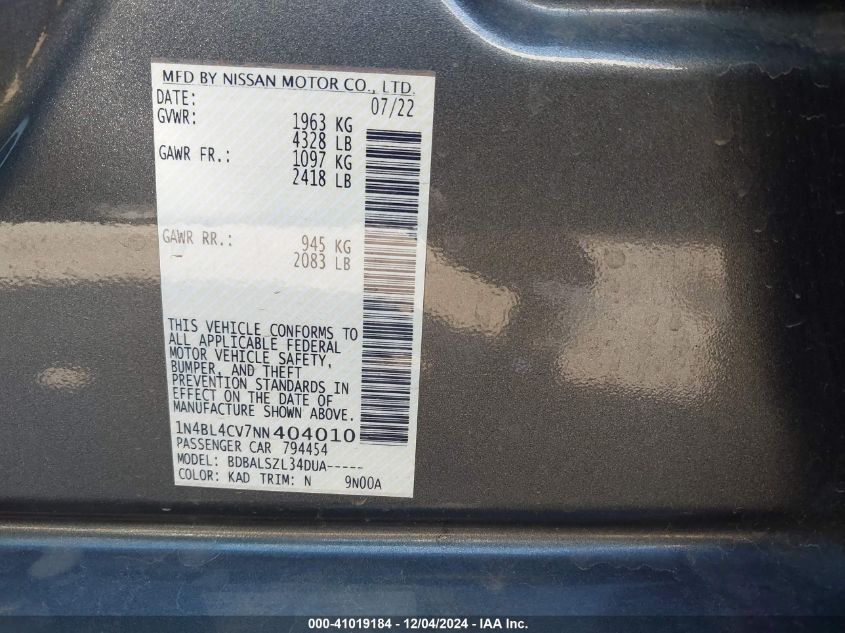 MFD BY NISSAN MOTOR CO., LTD.
DATE: 07/22
GVWR: 1963 KG
4328 LB
GAWR FR.: 1097 KG
2418 LB
GAWR RR.: 945 KG
2083 LB
THIS VEHICLE CONFORMS TO
ALL APPLICABLE FEDERAL
MOTOR VEHICLE SAFETY,
BUMPER, AND THEFT
PREVENTION STANDARDS IN
EFFECT ON THE DATE OF
MANUFACTURE SHOWN ABOVE.
1N4BL4CV7NN404010
PASSENGER CAR 794454
MODEL: BDBALSZL34DUA-----
COLOR: KAD TRIM: N 9N00A
000-41019184 - 12/04/2024 - IAA Inc.